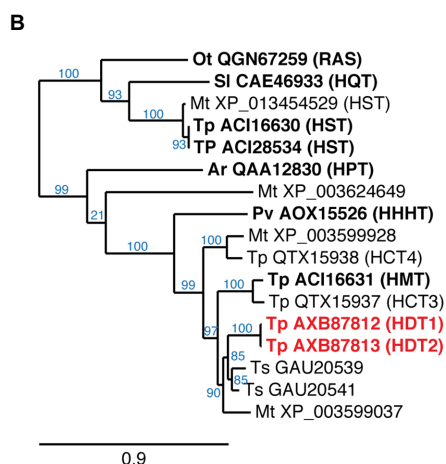 B
Ot QGN67259 (RAS)
100
Sl CAE46933 (HQT)
93
Mt XP_013454529 (HST)
100
Tp ACI16630 (HST)
93
TP ACI28534 (HST)
Ar QAA12830 (HPT)
99
Mt XP_003624649
21
Pv AOX15526 (HHHT)
100
Mt XP_003599928
100
Tp QTX15938 (HCT4)
Tp ACI16631 (HMT)
99
100
Tp QTX15937 (HCT3)
Tp AXB87812 (HDT1)
97
100
Tp AXB87813 (HDT2)
85
Ts GAU20539
85
Ts GAU20541
90
Mt XP_003599037
0.9